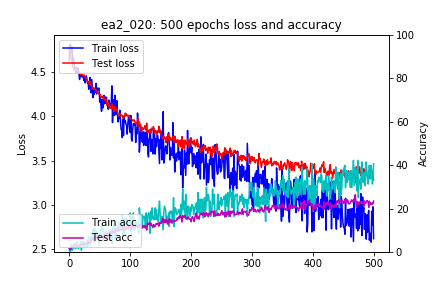 ea2_020: 500 epochs loss and accuracy
Train loss
Test loss
Train acc
Test acc
Loss
4.5
4.0
3.5
3.0
2.5
Accuracy
100
80
60
40
20
0
0 100 200 300 400 500